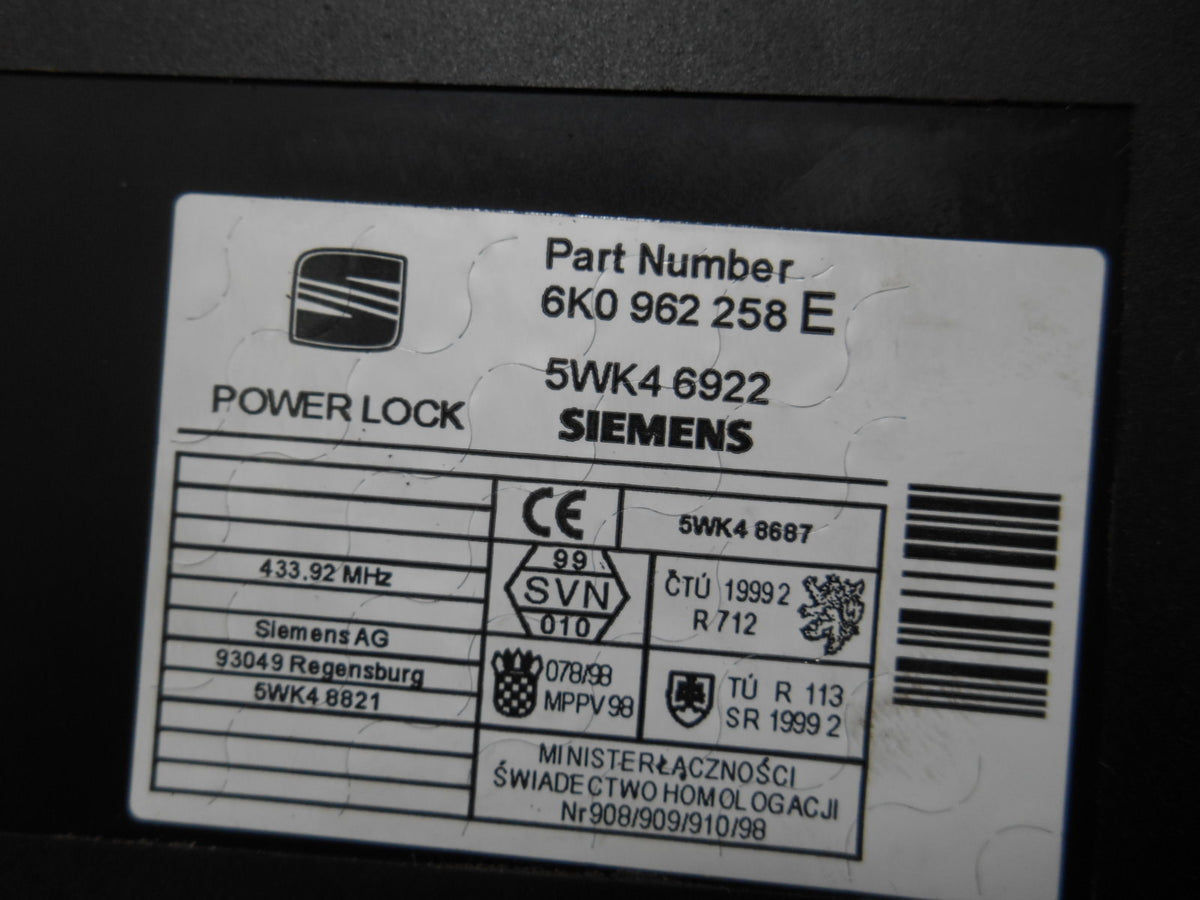 Part Number
6K0 962 258 E
5WK4 6922
SIEMENS
POWER LOCK
433.92 MHz
Siemens AG
93049 Regensburg
5WK4 8821
CE
5WK4 8687
99
SVN
010
ČTÚ 1999 2
R 712
078/98
MPPV 98
TÚ R 113
SR 1999 2
MINISTER ŁĄCZNOŚCI
ŚWIADECTWO HOMOLOGACJI
Nr 908/909/910/98